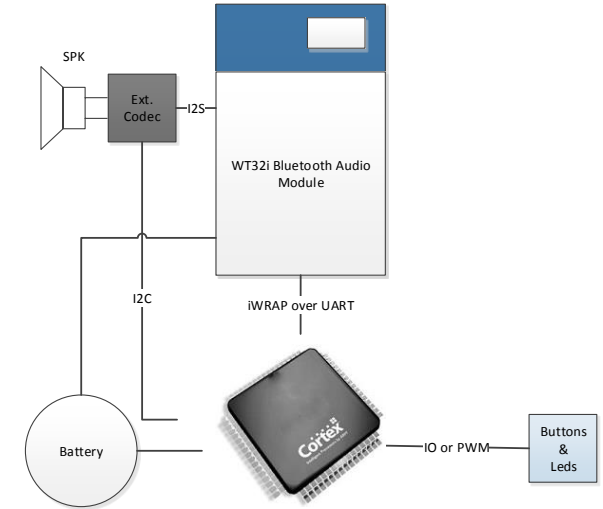 SPK
Ext.
Codec
I2S
WT32i Bluetooth Audio
Module
I2C
iWRAP over UART
Cortex
Battery
IO or PWM
Buttons
&
Leds